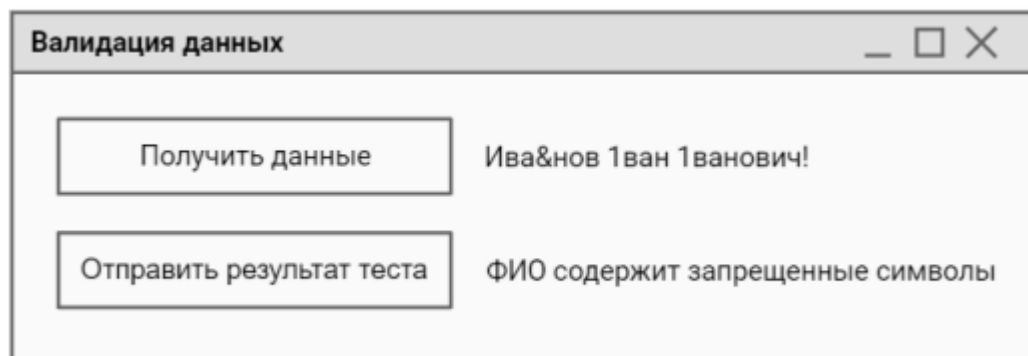 Валидация данных
Получить данные
Ива&нов 1ван 1ванович!
Отправить результат теста
ФИО содержит запрещенные символы